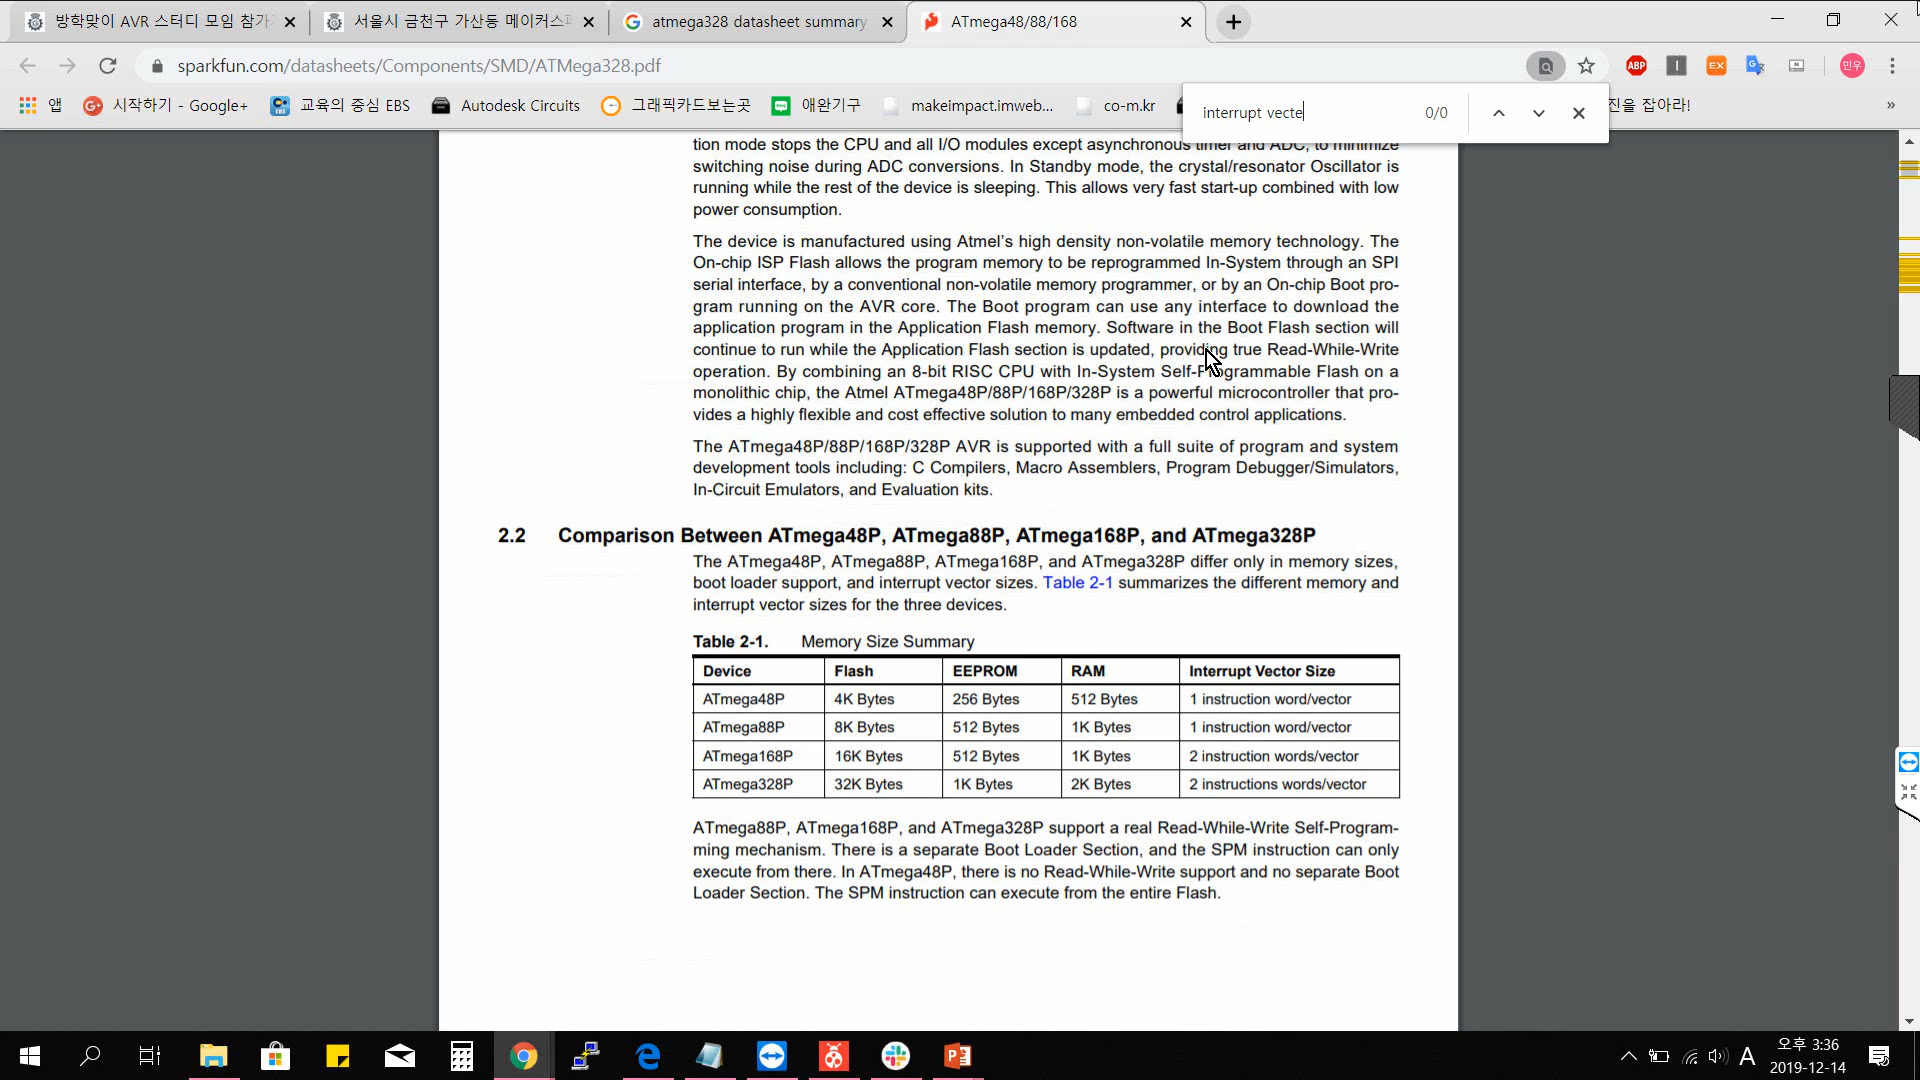 방학맞이 AVR 스터디 모임 참가
서울시 금천구 가산동 메이커스
atmega328 datasheet summary
ATmega48/88/168
sparkfun.com/datasheets/Components/SMD/ATMega328.pdf
ABP
EX
민우
앱
시작하기 - Google+
교육의 중심 EBS
Autodesk Circuits
그래픽카드보는곳
애완기구
makeimpact.imweb...
co-m.kr
진을 잡아라!
interrupt vecte
0/0
tion mode stops the CPU and all I/O modules except asynchronous timer and ADC, to minimize
switching noise during ADC conversions. In Standby mode, the crystal/resonator Oscillator is
running while the rest of the device is sleeping. This allows very fast start-up combined with low
power consumption.
The device is manufactured using Atmel's high density non-volatile memory technology. The
On-chip ISP Flash allows the program memory to be reprogrammed In-System through an SPI
serial interface, by a conventional non-volatile memory programmer, or by an On-chip Boot pro-
gram running on the AVR core. The Boot program can use any interface to download the
application program in the Application Flash memory. Software in the Boot Flash section will
continue to run while the Application Flash section is updated, providing true Read-While-Write
operation. By combining an 8-bit RISC CPU with In-System Self-Programmable Flash on a
monolithic chip, the Atmel ATmega48P/88P/168P/328P is a powerful microcontroller that pro-
vides a highly flexible and cost effective solution to many embedded control applications.
The ATmega48P/88P/168P/328P AVR is supported with a full suite of program and system
development tools including: C Compilers, Macro Assemblers, Program Debugger/Simulators,
In-Circuit Emulators, and Evaluation kits.
2.2 Comparison Between ATmega48P, ATmega88P, ATmega168P, and ATmega328P
The ATmega48P, ATmega88P, ATmega168P, and ATmega328P differ only in memory sizes,
boot loader support, and interrupt vector sizes. Table 2-1 summarizes the different memory and
interrupt vector sizes for the three devices.
Table 2-1. Memory Size Summary
Device Flash EEPROM RAM Interrupt Vector Size
ATmega48P 4K Bytes 256 Bytes 512 Bytes 1 instruction word/vector
ATmega88P 8K Bytes 512 Bytes 1K Bytes 1 instruction word/vector
ATmega168P 16K Bytes 512 Bytes 1K Bytes 2 instruction words/vector
ATmega328P 32K Bytes 1K Bytes 2K Bytes 2 instructions words/vector
ATmega88P, ATmega168P, and ATmega328P support a real Read-While-Write Self-Program-
ming mechanism. There is a separate Boot Loader Section, and the SPM instruction can only
execute from there. In ATmega48P, there is no Read-While-Write support and no separate Boot
Loader Section. The SPM instruction can execute from the entire Flash.
A
오후 3:36
2019-12-14